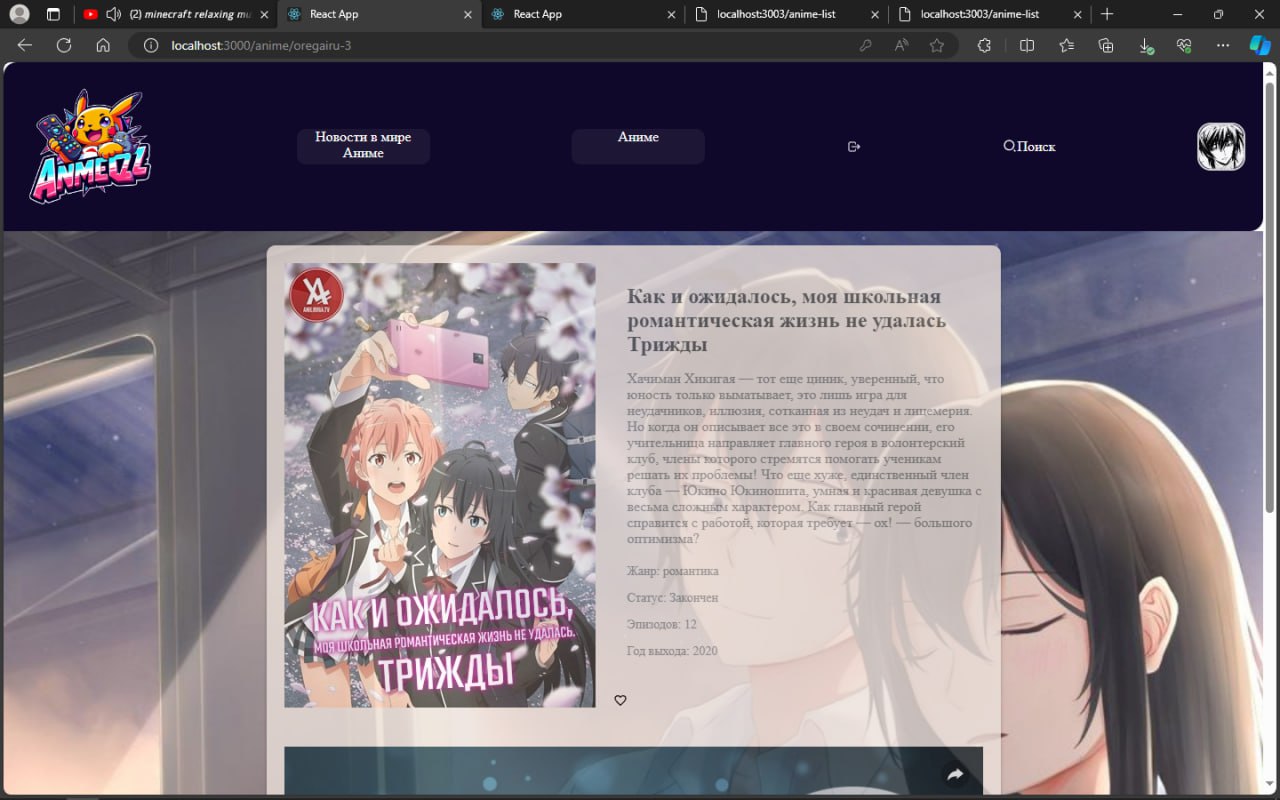 (2) minecraft relaxing mu
React App
React App
localhost:3003/anime-list
localhost:3003/anime-list
localhost:3000/anime/oregairu-3
ANMEQZ
Новости в мире
Аниме
Аниме
Поиск
ANILIBRIA.TV
КАК И ОЖИДАЛОСЬ,
МОЯ ШКОЛЬНАЯ РОМАНТИЧЕСКАЯ ЖИЗНЬ НЕ УДАЛАСЬ.
ТРИЖДЫ
Как и ожидалось, моя школьная
романтическая жизнь не удалась
Трижды
Хачиман Хикигая — тот еще циник, уверенный, что
юность только выматывает, это лишь игра для
неудачников, иллюзия, сотканная из неудач и лицемерия.
Но когда он описывает все это в своем сочинении, его
учительница направляет главного героя в волонтерский
клуб, члены которого стремятся помогать ученикам
решать их проблемы! Что еще хуже, единственный член
клуба — Юкино Юкиношита, умная и красивая девушка с
весьма сложным характером. Как главный герой
справится с работой, которая требует — ох! — большого
оптимизма?
Жанр: романтика
Статус: Закончен
Эпизодов: 12
Год выхода: 2020